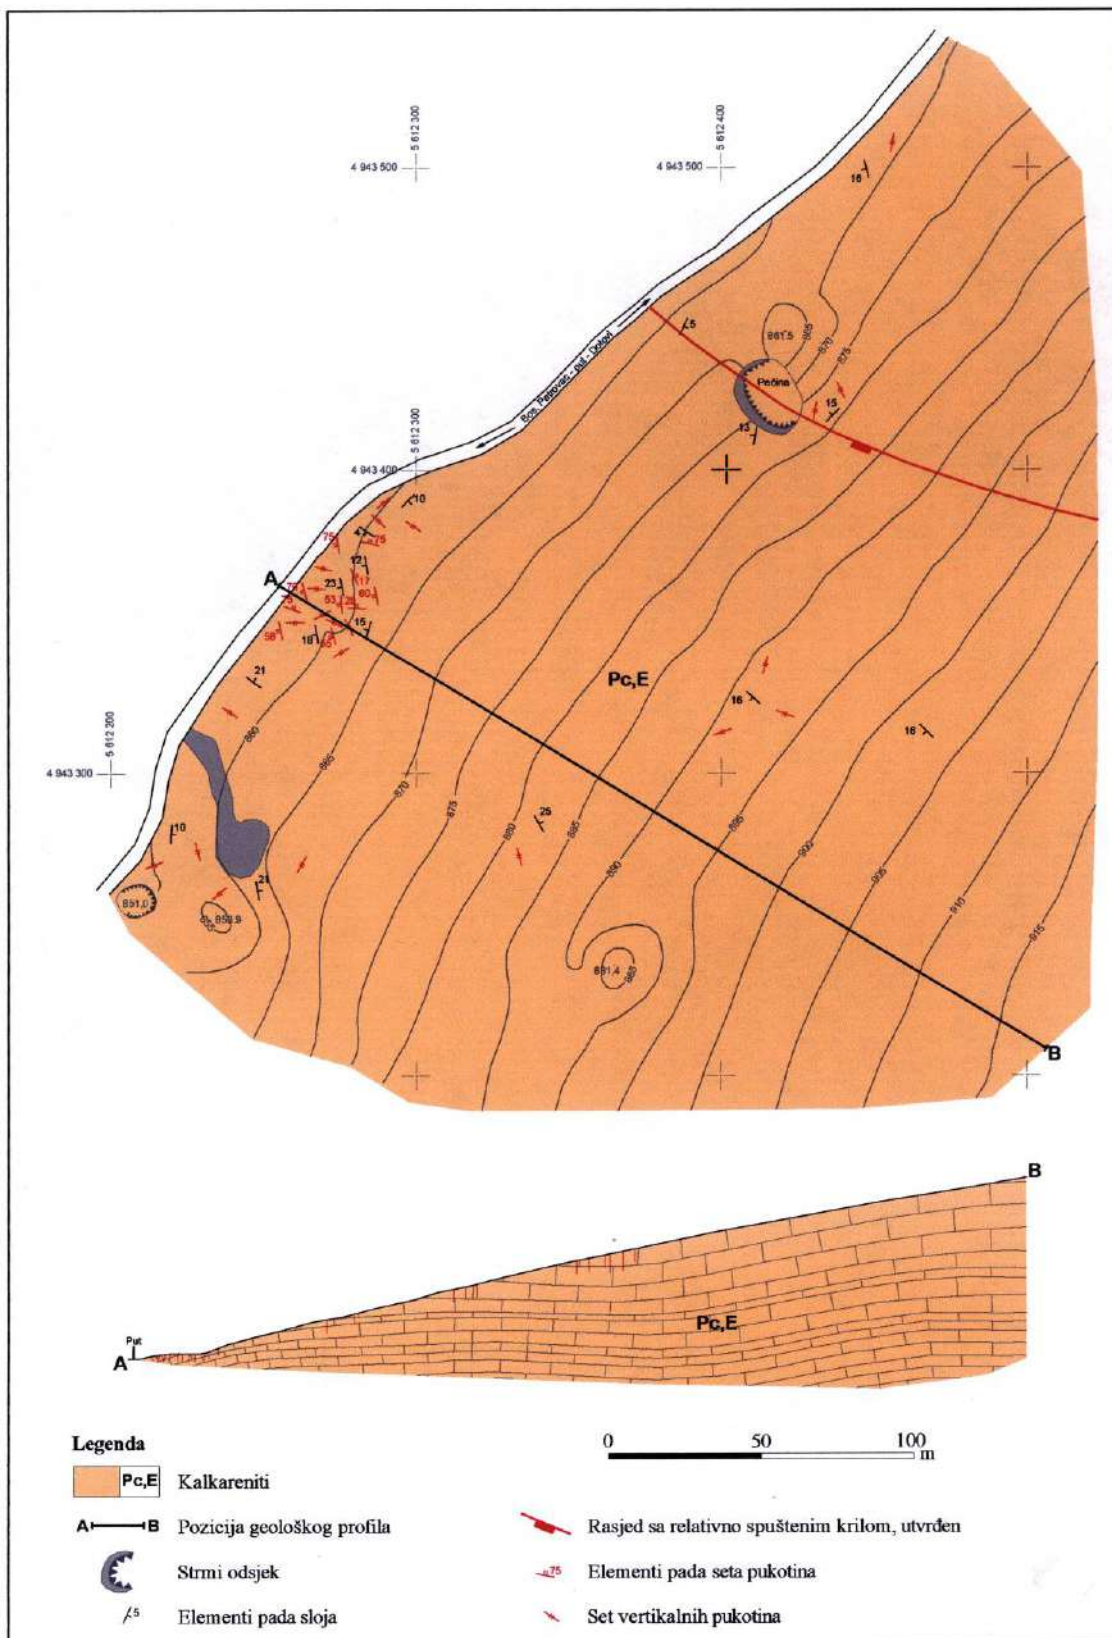 5 612 300
5 612 400
4 943 500
4 943 500
16
5
861.5
865
870
875
Pećina
15
13
Bos. Petrovac - put - Dotovi
5 612 300
4 943 400
10
75
75
12
17
A
23
53
60
58
18
15
21
Pc,E
16
16
5 612 200
4 943 300
860
865
870
875
880
885
890
895
900
905
910
915
25
10
21
851,0
855
853.9
881,4
885
B
B
Put
A
Pc,E
Legenda
0 50 100
m
Pc,E Kalkareniti
A B Pozicija geološkog profila
Rasjed sa relativno spuštenim krilom, utvrđen
Strmi odsjek
75 Elementi pada seta pukotina
5 Elementi pada sloja
Set vertikalnih pukotina